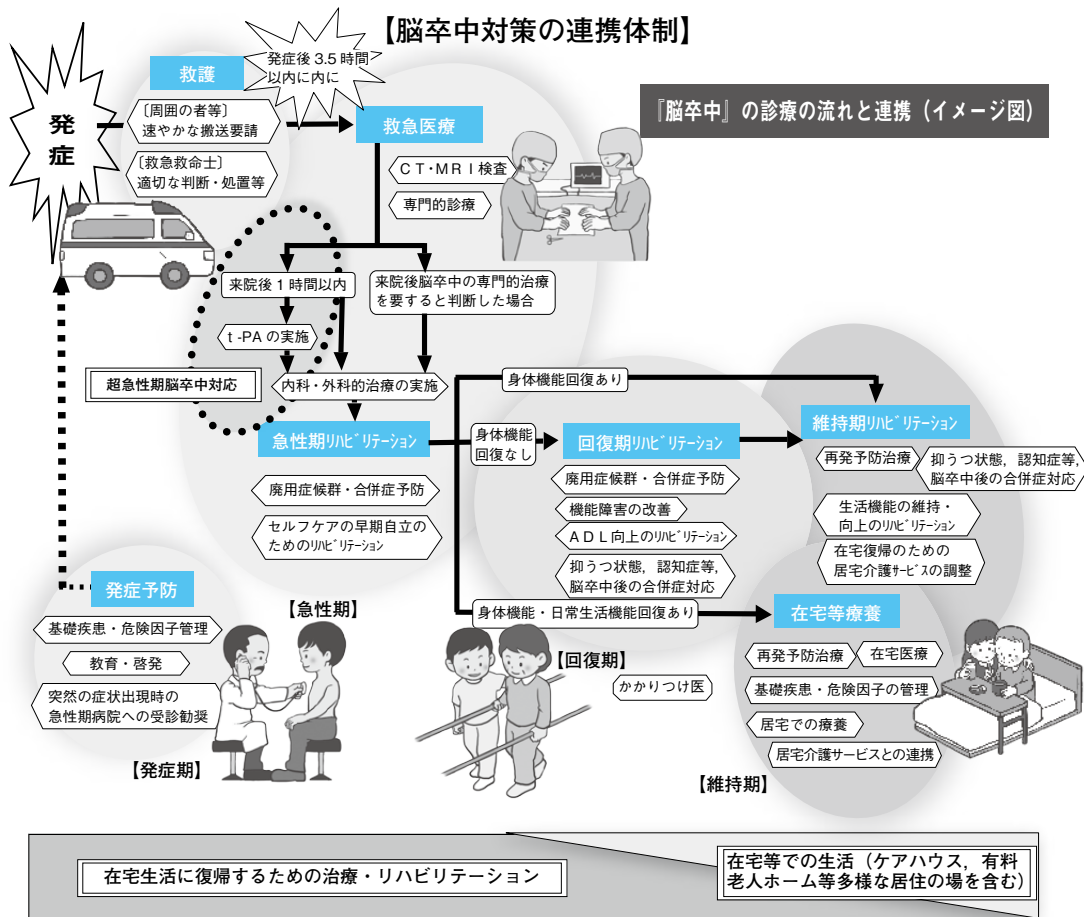 【脳卒中対策の連携体制】
『脳卒中』の診療の流れと連携（イメージ図）
発症後 3.5 時間
以内に内に
救護
発
症
〔周囲の者等〕
速やかな搬送要請
〔救急救命士〕
適切な判断・処置等
救急医療
ＣＴ・ＭＲＩ検査
専門的診療
来院後 1 時間以内
来院後脳卒中の専門的治療
を要すると判断した場合
t -PA の実施
超急性期脳卒中対応
内科・外科的治療の実施
身体機能回復あり
急性期ﾘﾊﾋﾞﾘﾃｰｼｮﾝ
廃用症候群・合併症予防
セルフケアの早期自立の
ためのﾘﾊﾋﾞﾘﾃｰｼｮﾝ
身体機能
回復なし
回復期ﾘﾊﾋﾞﾘﾃｰｼｮﾝ
廃用症候群・合併症予防
機能障害の改善
ＡＤＬ向上のﾘﾊﾋﾞﾘﾃｰｼｮﾝ
抑うつ状態，認知症等，
脳卒中後の合併症対応
維持期ﾘﾊﾋﾞﾘﾃｰｼｮﾝ
再発予防治療
抑うつ状態，認知症等，
脳卒中後の合併症対応
生活機能の維持・
向上のﾘﾊﾋﾞﾘﾃｰｼｮﾝ
在宅復帰のための
居宅介護ｻｰﾋﾞｽの調整
発症予防
基礎疾患・危険因子管理
教育・啓発
突然の症状出現時の
急性期病院への受診勧奨
【発症期】
【急性期】
身体機能・日常生活機能回復あり
【回復期】
かかりつけ医
在宅等療養
再発予防治療
在宅医療
基礎疾患・危険因子の管理
居宅での療養
居宅介護サービスとの連携
【維持期】
在宅生活に復帰するための治療・リハビリテーション
在宅等での生活（ケアハウス，有料
老人ホーム等多様な居住の場を含む）